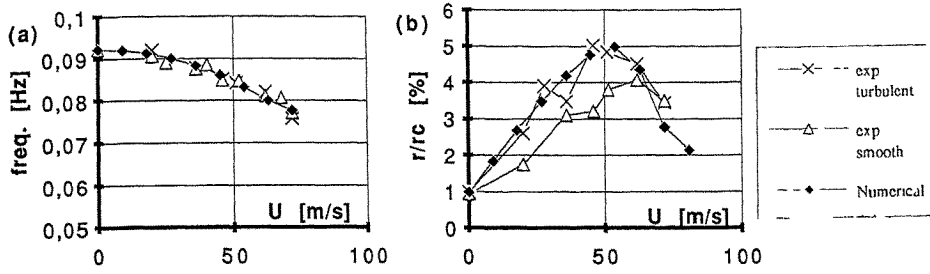 (a)
freq. [Hz]
0,1
0,09
0,08
0,07
0,06
0,05
0
50
100
U [m/s]
(b)
r/rc [%]
6
5
4
3
2
1
0
0
50
100
U [m/s]
exp
turbulent
exp
smooth
Numerical